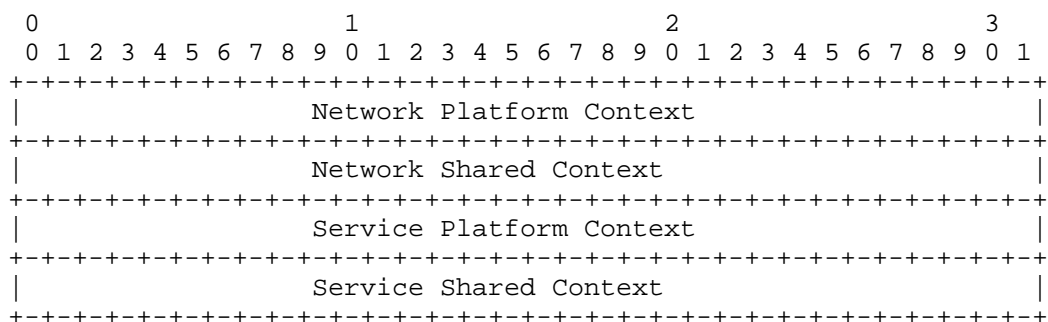 0                   1                   2                   3
 0 1 2 3 4 5 6 7 8 9 0 1 2 3 4 5 6 7 8 9 0 1 2 3 4 5 6 7 8 9 0 1
+-+-+-+-+-+-+-+-+-+-+-+-+-+-+-+-+-+-+-+-+-+-+-+-+-+-+-+-+-+-+-+-+
|                  Network Platform Context                     |
+-+-+-+-+-+-+-+-+-+-+-+-+-+-+-+-+-+-+-+-+-+-+-+-+-+-+-+-+-+-+-+-+
|                  Network Shared Context                       |
+-+-+-+-+-+-+-+-+-+-+-+-+-+-+-+-+-+-+-+-+-+-+-+-+-+-+-+-+-+-+-+-+
|                  Service Platform Context                     |
+-+-+-+-+-+-+-+-+-+-+-+-+-+-+-+-+-+-+-+-+-+-+-+-+-+-+-+-+-+-+-+-+
|                  Service Shared Context                       |
+-+-+-+-+-+-+-+-+-+-+-+-+-+-+-+-+-+-+-+-+-+-+-+-+-+-+-+-+-+-+-+-+